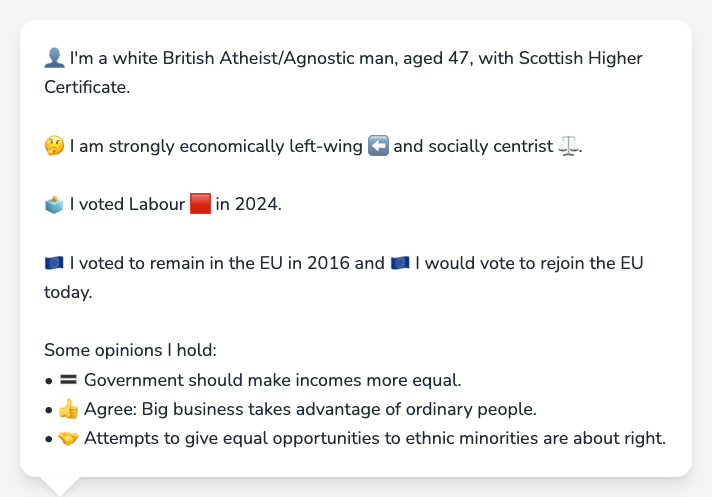 👤 I'm a white British Atheist/Agnostic man, aged 47, with Scottish Higher
Certificate.
🤔 I am strongly economically left-wing ⬅️ and socially centrist ⚖️.
🗳️ I voted Labour 🟥 in 2024.
🇪🇺 I voted to remain in the EU in 2016 and 🇪🇺 I would vote to rejoin the EU
today.
Some opinions I hold:
• 🟰 Government should make incomes more equal.
• 👍 Agree: Big business takes advantage of ordinary people.
• 🤝 Attempts to give equal opportunities to ethnic minorities are about right.